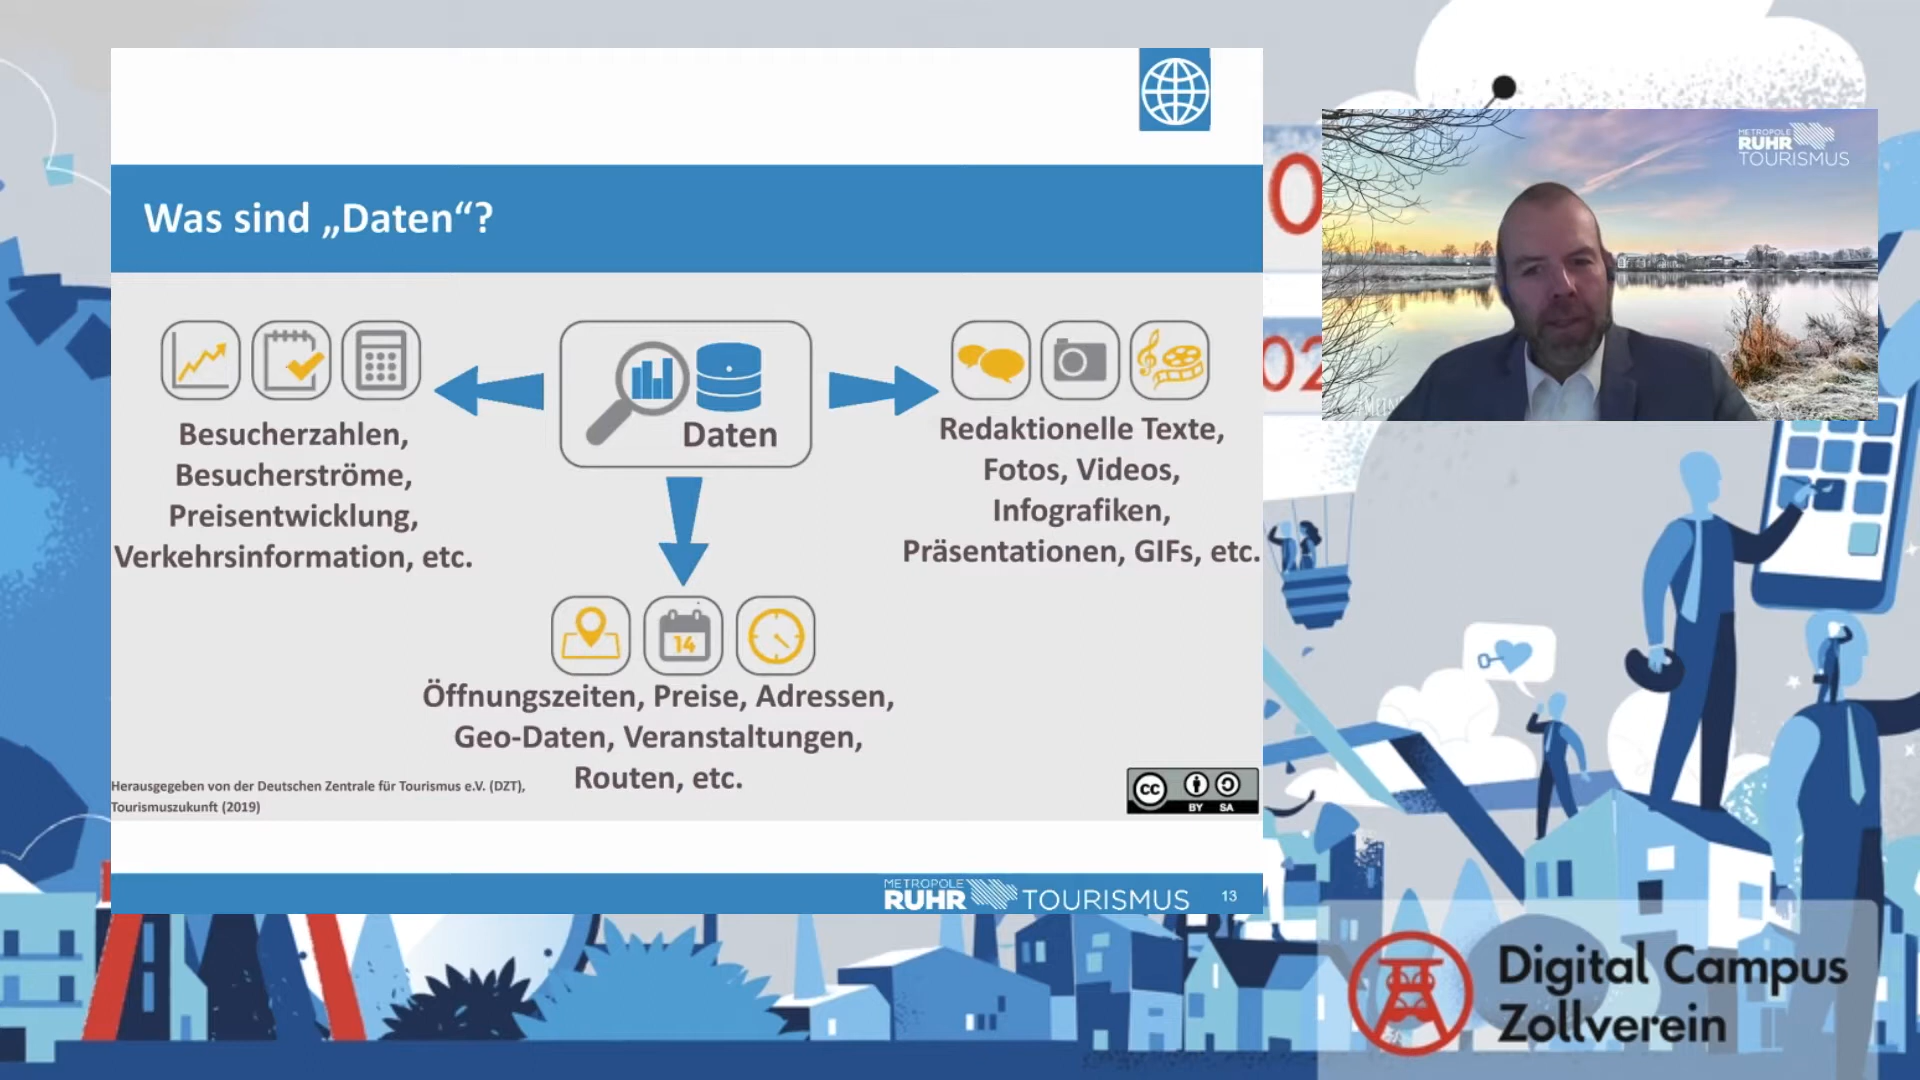 Was sind „Daten“?
Besucherzahlen,
Besucherströme,
Preisentwicklung,
Verkehrsinformation, etc.
Daten
Redaktionelle Texte,
Fotos, Videos,
Infografiken,
Präsentationen, GIFs, etc.
14
Öffnungszeiten, Preise, Adressen,
Geo-Daten, Veranstaltungen,
Routen, etc.
Herausgegeben von der Deutschen Zentrale für Tourismus e.V. (DZT),
Tourismuszukunft (2019)
cc
BY SA
METROPOLE
RUHR TOURISMUS
13
METROPOLE
RUHR
TOURISMUS
Digital Campus
Zollverein